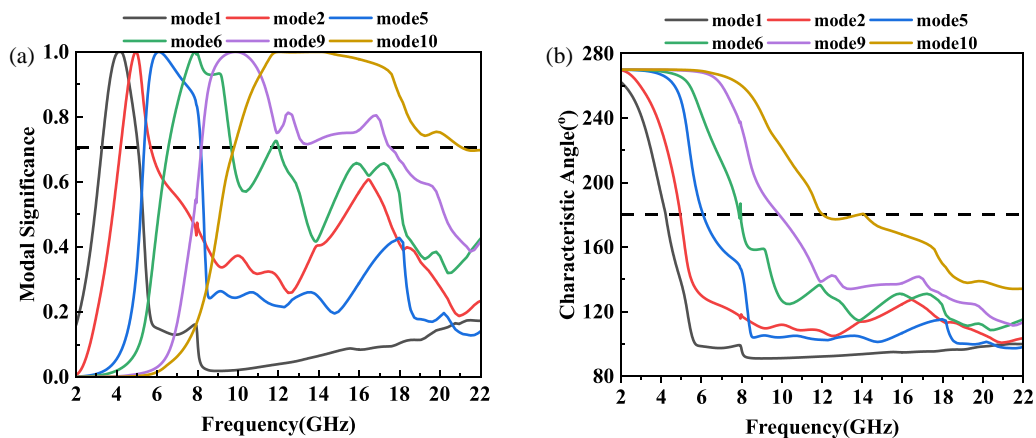 (a)
mode1 mode2 mode5
mode6 mode9 mode10
Modal Significance
1.0
0.8
0.6
0.4
0.2
0.0
2 4 6 8 10 12 14 16 18 20 22
Frequency(GHz)
(b)
mode1 mode2 mode5
mode6 mode9 mode10
Characteristic Angle(º)
280
240
200
160
120
80
2 4 6 8 10 12 14 16 18 20 22
Frequency(GHz)